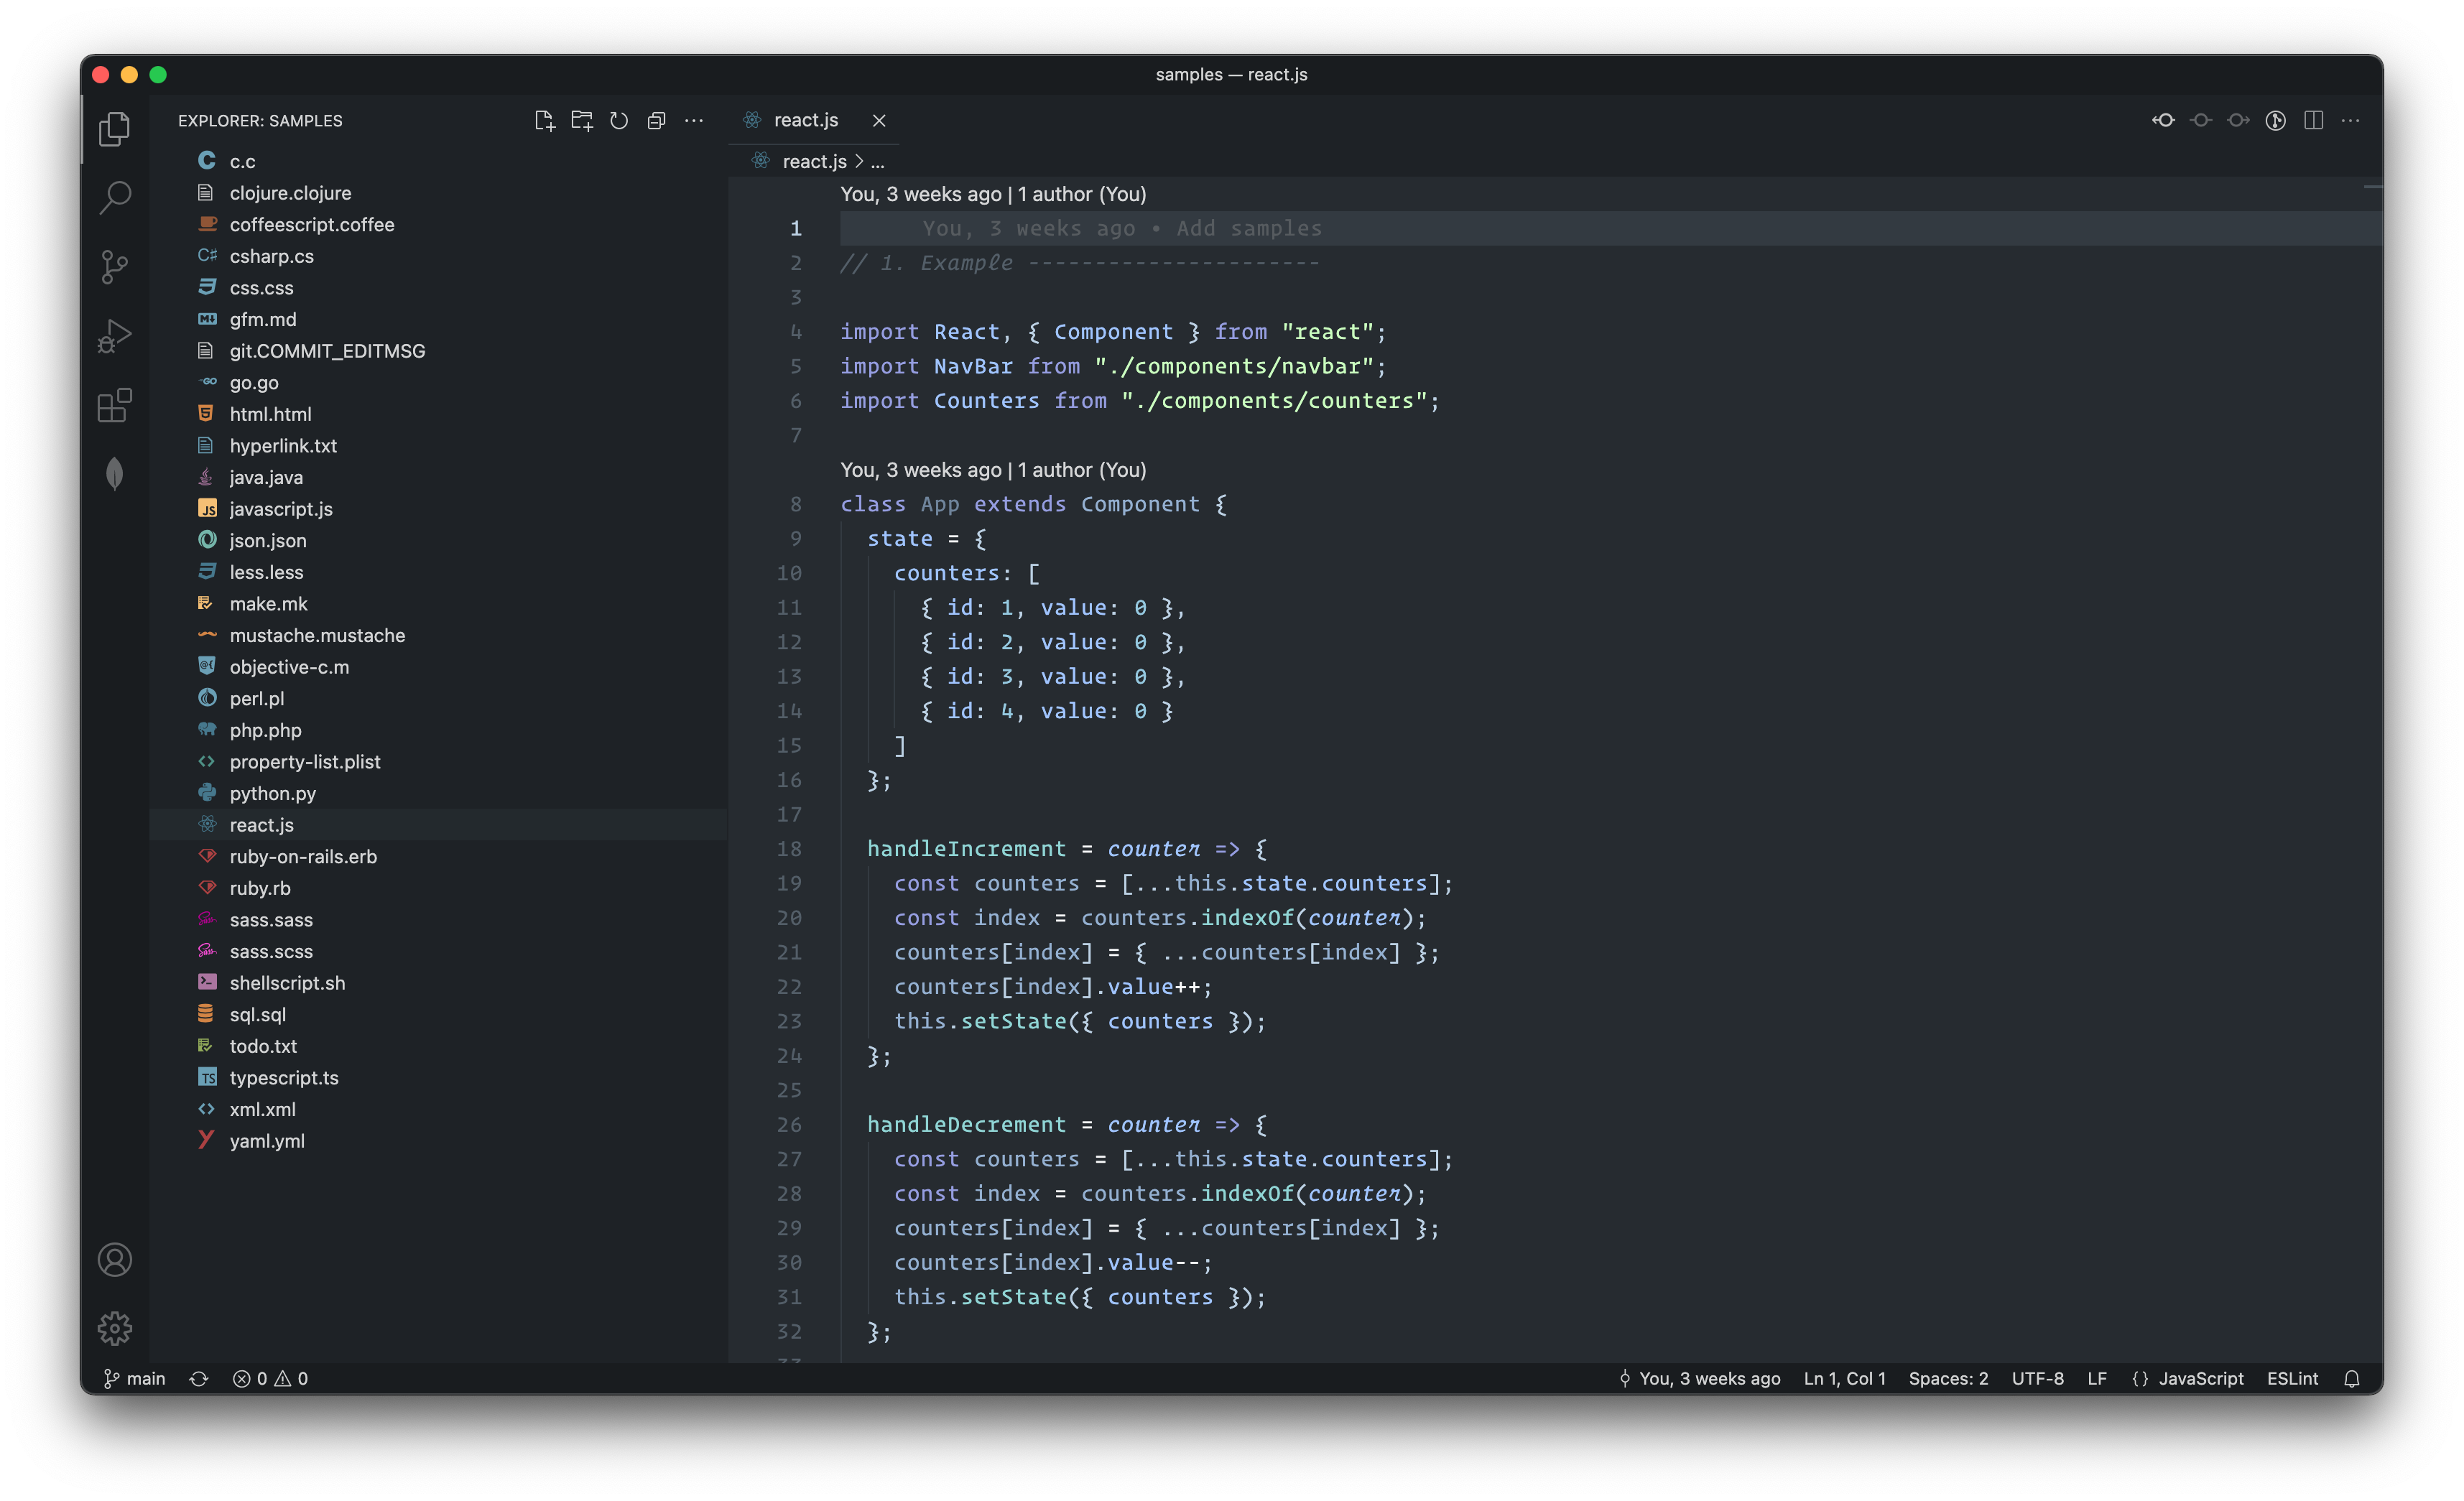 samples — react.js
EXPLORER: SAMPLES
c.c
clojure.clojure
coffeescript.coffee
csharp.cs
css.css
gfm.md
git.COMMIT_EDITMSG
go.go
html.html
hyperlink.txt
java.java
javascript.js
json.json
less.less
make.mk
mustache.mustache
objective-c.m
perl.pl
php.php
property-list.plist
python.py
react.js
ruby-on-rails.erb
ruby.rb
sass.sass
sass.scss
shellscript.sh
sql.sql
todo.txt
typescript.ts
xml.xml
yaml.yml
react.js
react.js > ...
You, 3 weeks ago | 1 author (You)
1 You, 3 weeks ago • Add samples
2 // 1. Example ----------------------
3
4 import React, { Component } from "react";
5 import NavBar from "./components/navbar";
6 import Counters from "./components/counters";
7
You, 3 weeks ago | 1 author (You)
8 class App extends Component {
9 state = {
10 counters: [
11 { id: 1, value: 0 },
12 { id: 2, value: 0 },
13 { id: 3, value: 0 },
14 { id: 4, value: 0 }
15 ]
16 };
17
18 handleIncrement = counter => {
19 const counters = [...this.state.counters];
20 const index = counters.indexOf(counter);
21 counters[index] = { ...counters[index] };
22 counters[index].value++;
23 this.setState({ counters });
24 };
25
26 handleDecrement = counter => {
27 const counters = [...this.state.counters];
28 const index = counters.indexOf(counter);
29 counters[index] = { ...counters[index] };
30 counters[index].value--;
31 this.setState({ counters });
32 };
main 0 0 You, 3 weeks ago Ln 1, Col 1 Spaces: 2 UTF-8 LF {} JavaScript ESLint